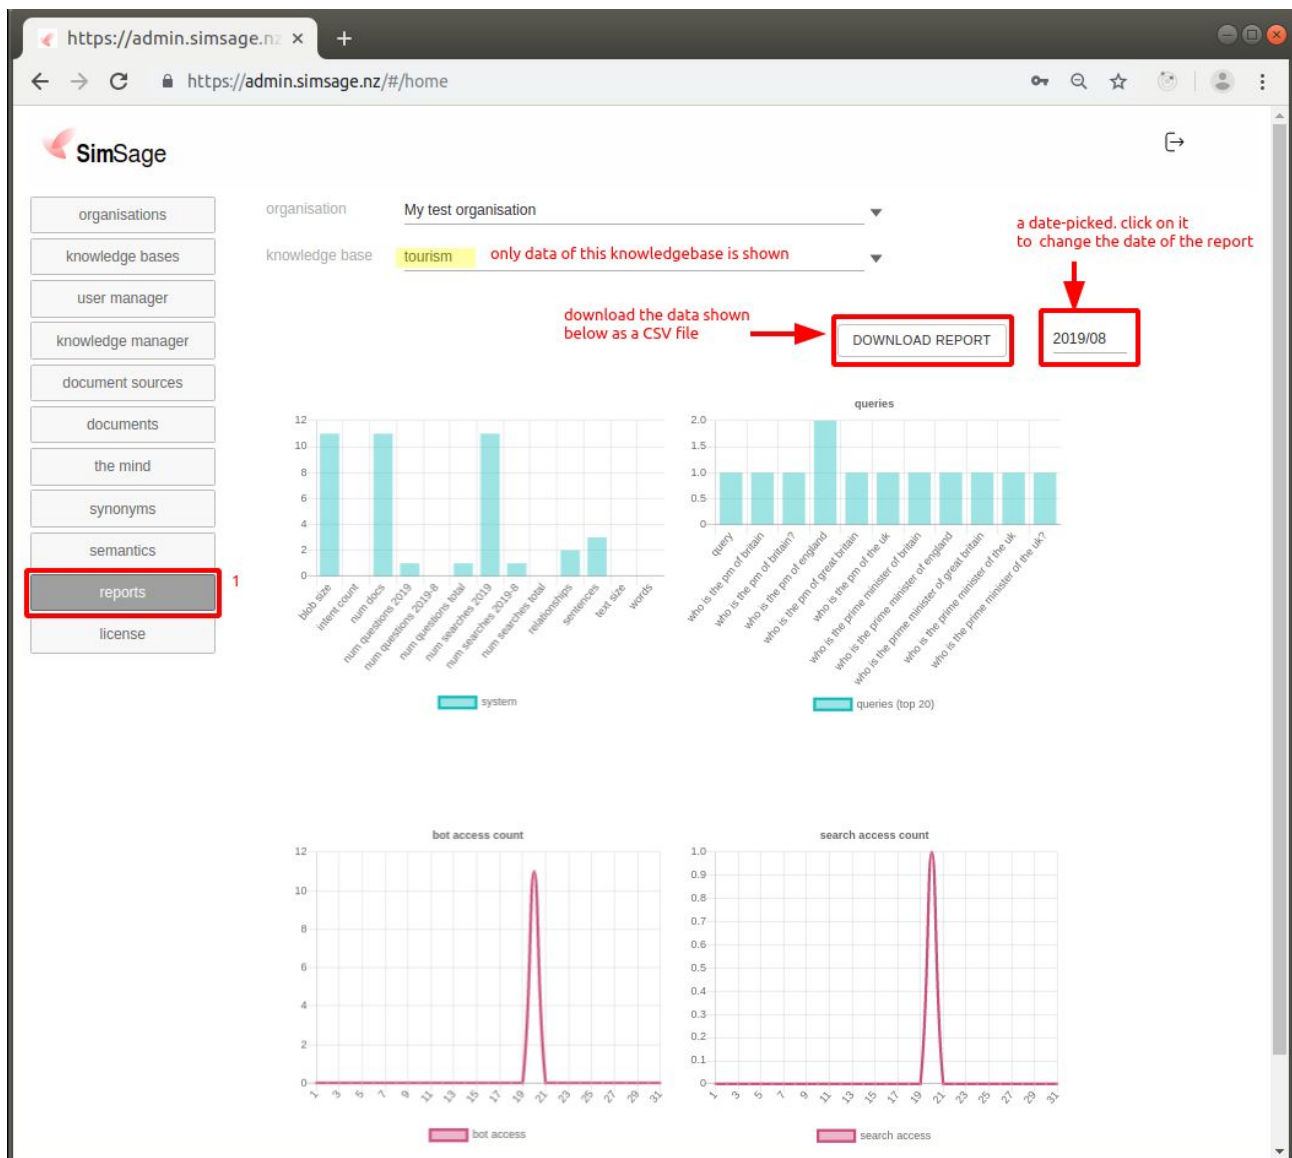 https://admin.simsage.nz
https://admin.simsage.nz/#/home
SimSage
organisations
knowledge bases
user manager
knowledge manager
document sources
documents
the mind
synonyms
semantics
reports
1
license
organisation
My test organisation
knowledge base
tourism
only data of this knowledgebase is shown
a date-picked. click on it
to change the date of the report
download the data shown
below as a CSV file
DOWNLOAD REPORT
2019/08
12
10
8
6
4
2
0
blob size
intent count
num docs
num questions 2019
num questions 2019-8
num questions total
num searches 2019
num searches 2019-8
num searches total
relationships
sentences
text size
words
system
queries
2.0
1.5
1.0
0.5
0
query
who is the pm of britain
who is the pm of britain?
who is the pm of england
who is the pm of great britain
who is the pm of the uk
who is the prime minister of britain
who is the prime minister of england
who is the prime minister of great britain
who is the prime minister of the uk
who is the prime minister of the uk?
queries (top 20)
bot access count
12
10
8
6
4
2
0
1
3
5
7
9
11
13
15
17
19
21
23
25
27
29
31
bot access
search access count
1.0
0.9
0.8
0.7
0.6
0.5
0.4
0.3
0.2
0.1
0
1
3
5
7
9
11
13
15
17
19
21
23
25
27
29
31
search access